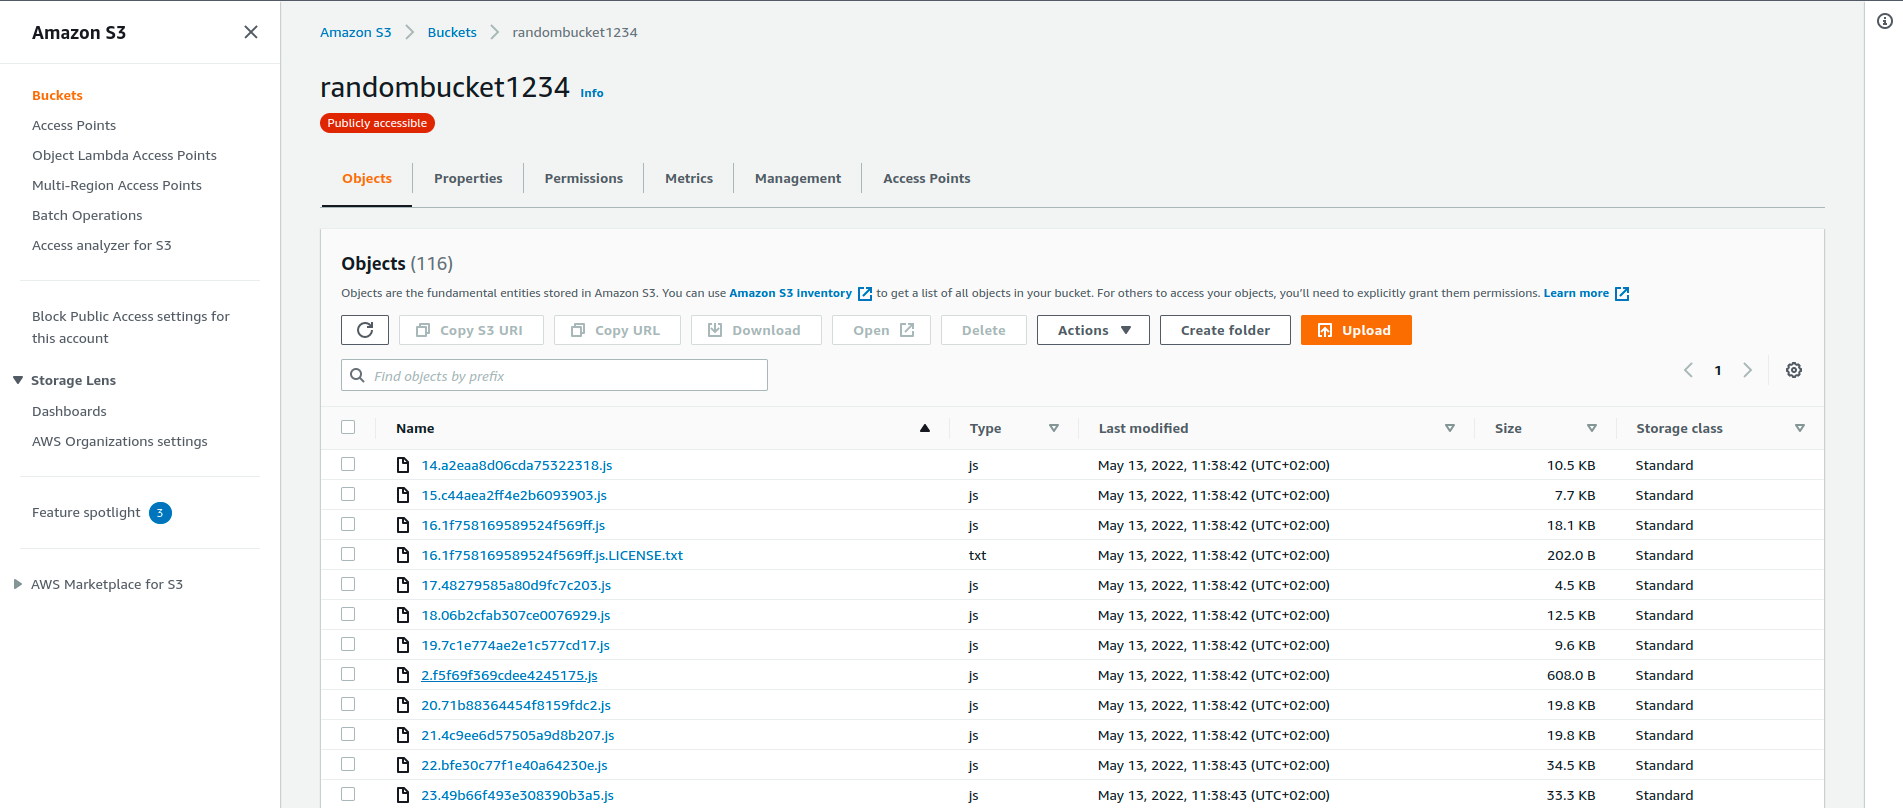 Amazon S3
Buckets
Access Points
Object Lambda Access Points
Multi-Region Access Points
Batch Operations
Access analyzer for S3
Block Public Access settings for
this account
Storage Lens
Dashboards
AWS Organizations settings
Feature spotlight 3
AWS Marketplace for S3
Amazon S3 Buckets randombucket1234
randombucket1234 Info
Publicly accessible
Objects Properties Permissions Metrics Management Access Points
Objects (116)
Objects are the fundamental entities stored in Amazon S3. You can use Amazon S3 inventory to get a list of all objects in your bucket. For others to access your objects, you'll need to explicitly grant them permissions. Learn more
Copy S3 URI Copy URL Download Open Delete Actions Create folder Upload
Find objects by prefix 1
Name Type Last modified Size Storage class
14.a2eaa8d06cda75322318.js js May 13, 2022, 11:38:42 (UTC+02:00) 10.5 KB Standard
15.c44aea2ff4e2b6093903.js js May 13, 2022, 11:38:42 (UTC+02:00) 7.7 KB Standard
16.1f758169589524f569ff.js js May 13, 2022, 11:38:42 (UTC+02:00) 18.1 KB Standard
16.1f758169589524f569ff.js.LICENSE.txt txt May 13, 2022, 11:38:42 (UTC+02:00) 202.0 B Standard
17.48279585a80d9fc7c203.js js May 13, 2022, 11:38:42 (UTC+02:00) 4.5 KB Standard
18.06b2cfab307ce0076929.js js May 13, 2022, 11:38:42 (UTC+02:00) 12.5 KB Standard
19.7c1e774ae2e1c577cd17.js js May 13, 2022, 11:38:42 (UTC+02:00) 9.6 KB Standard
2.f5f69f369cdee4245175.js js May 13, 2022, 11:38:42 (UTC+02:00) 608.0 B Standard
20.71b88364454f8159fdc2.js js May 13, 2022, 11:38:42 (UTC+02:00) 19.8 KB Standard
21.4c9ee6d57505a9d8b207.js js May 13, 2022, 11:38:42 (UTC+02:00) 19.8 KB Standard
22.bfe30c77f1e40a64230e.js js May 13, 2022, 11:38:43 (UTC+02:00) 34.5 KB Standard
23.49b66f493e308390b3a5.js js May 13, 2022, 11:38:43 (UTC+02:00) 33.3 KB Standard